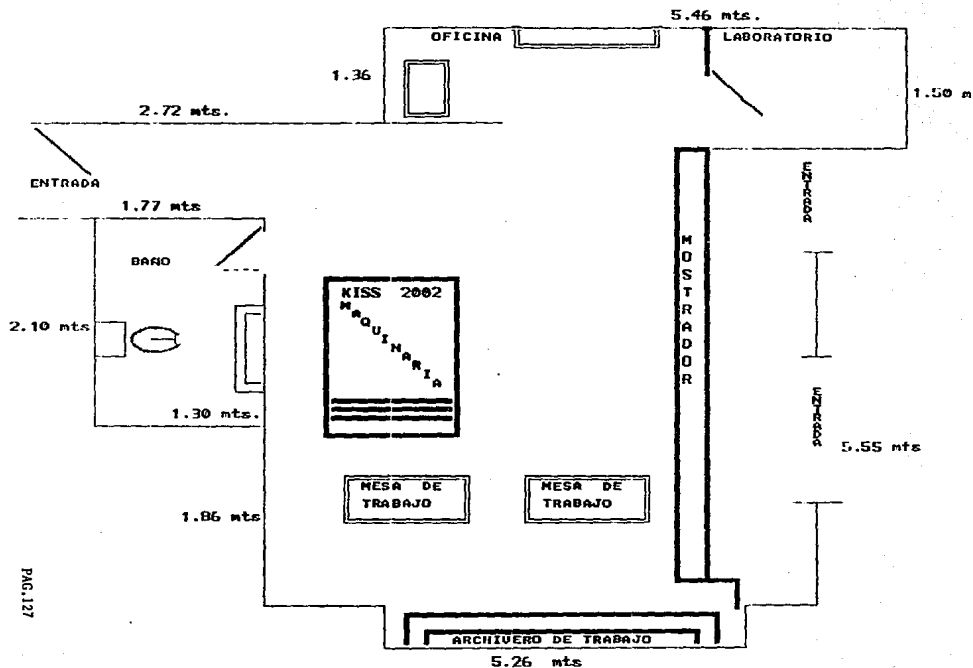 5.46 mts.
OFICINA
LABORATORIO
1.36
1.50 m
2.72 mts.
ENTRADA
ENTRADA
1.77 mts
BAÑO
MOSTRADOR
KISS 2002
MAQUINARIA
2.10 mts
ENTRADA
1.30 mts.
5.55 mts
MESA DE
TRABAJO
MESA DE
TRABAJO
1.86 mts
PAG.127
ARCHIVERO DE TRABAJO
5.26 mts